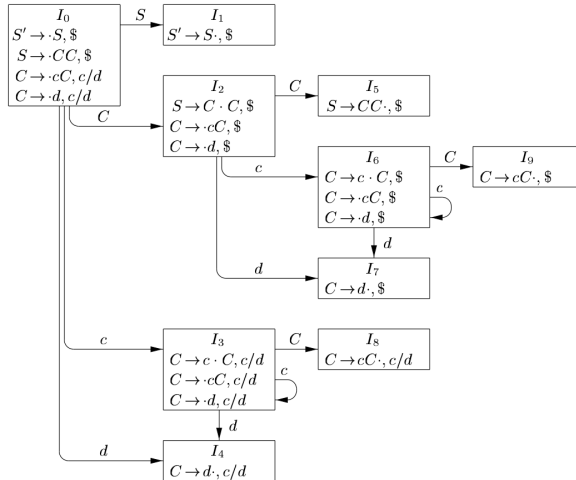 I₀
S′ → ·S, $
S → ·CC, $
C → ·cC, c/d
C → ·d, c/d
S
I₁
S′ → S·, $
C
I₂
S → C · C, $
C → ·cC, $
C → ·d, $
C
I₅
S → CC·, $
c
I₆
C → c · C, $
C → ·cC, $
C → ·d, $
C
I₉
C → cC·, $
c
d
d
I₇
C → d·, $
c
I₃
C → c · C, c/d
C → ·cC, c/d
C → ·d, c/d
C
I₈
C → cC·, c/d
c
d
d
I₄
C → d·, c/d